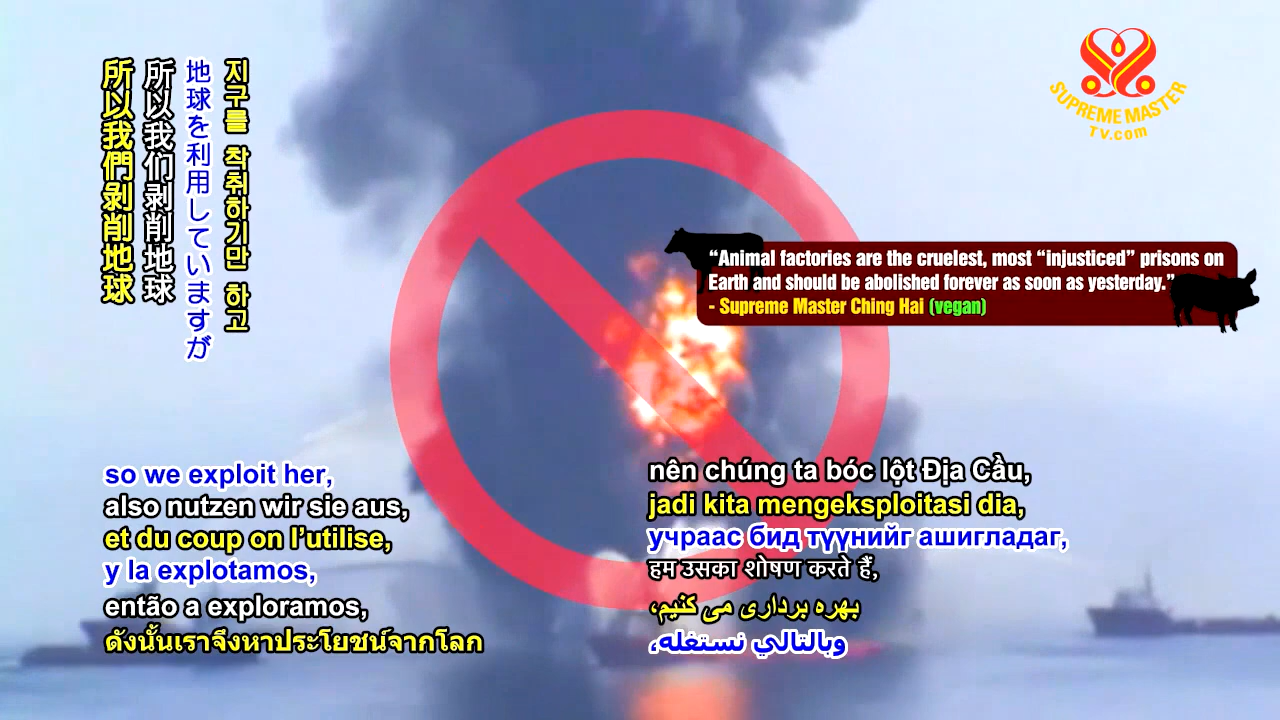 所以我們剝削地球
所以我们剥削地球
地球を利用していますが
지구를 착취하기만 하고
SUPREME MASTER
TV.com
“Animal factories are the cruelest, most “injusticed” prisons on
Earth and should be abolished forever as soon as yesterday.”
- Supreme Master Ching Hai (vegan)
so we exploit her,
also nutzen wir sie aus,
et du coup on l’utilise,
y la explotamos,
então a exploramos,
ดังนั้นเราจึงหาประโยชน์จากโลก
nên chúng ta bóc lột Địa Cầu,
jadi kita mengeksploitasi dia,
учраас бид түүнийг ашигладаг,
हम उसका शोषण करते हैं,
بهره برداری می کنیم،
وبالتالي نستغله،